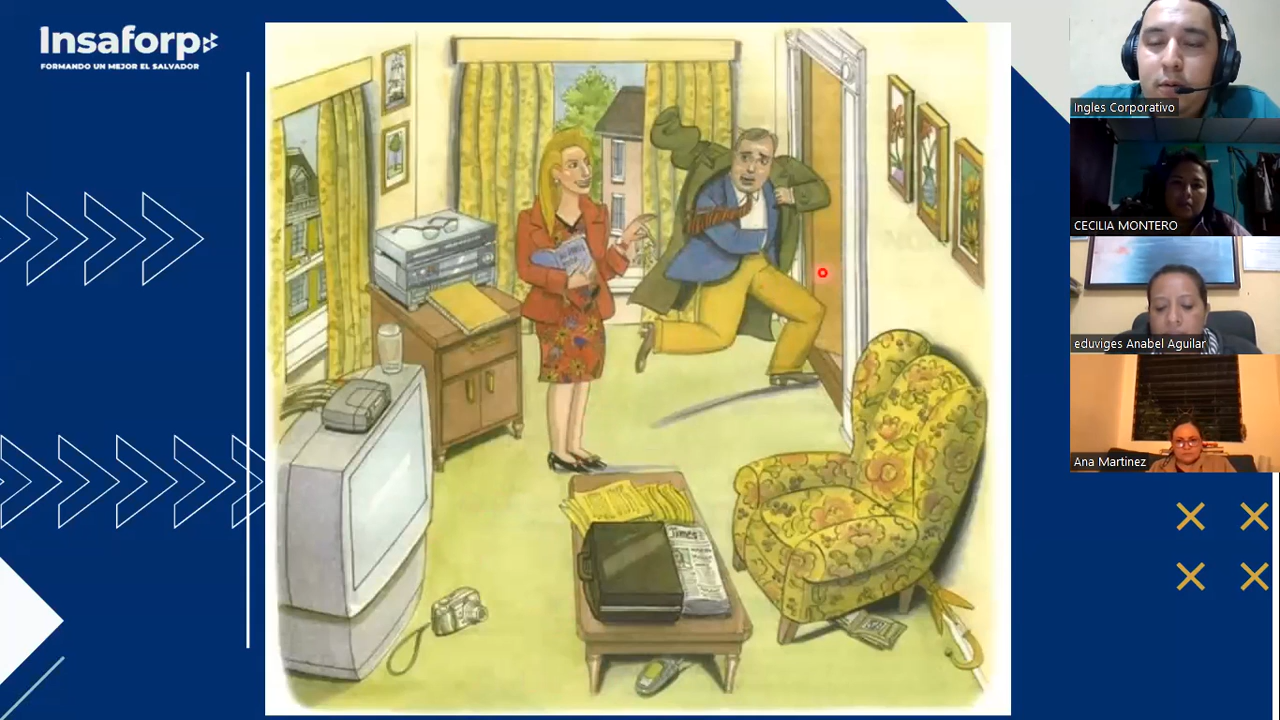 Insaforp
FORMANDO UN MEJOR EL SALVADOR
Times
Ingles Corporativo
CECILIA MONTERO
eduviges Anabel Aguilar
Ana Martinez